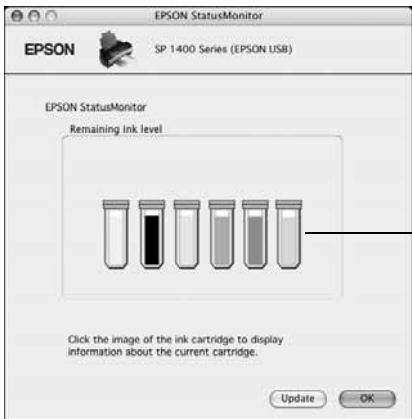 EPSON StatusMonitor
EPSON
SP 1400 Series (EPSON USB)
EPSON StatusMonitor
Remaining Ink level
Click the image of the ink cartridge to display
information about the current cartridge.
Update OK